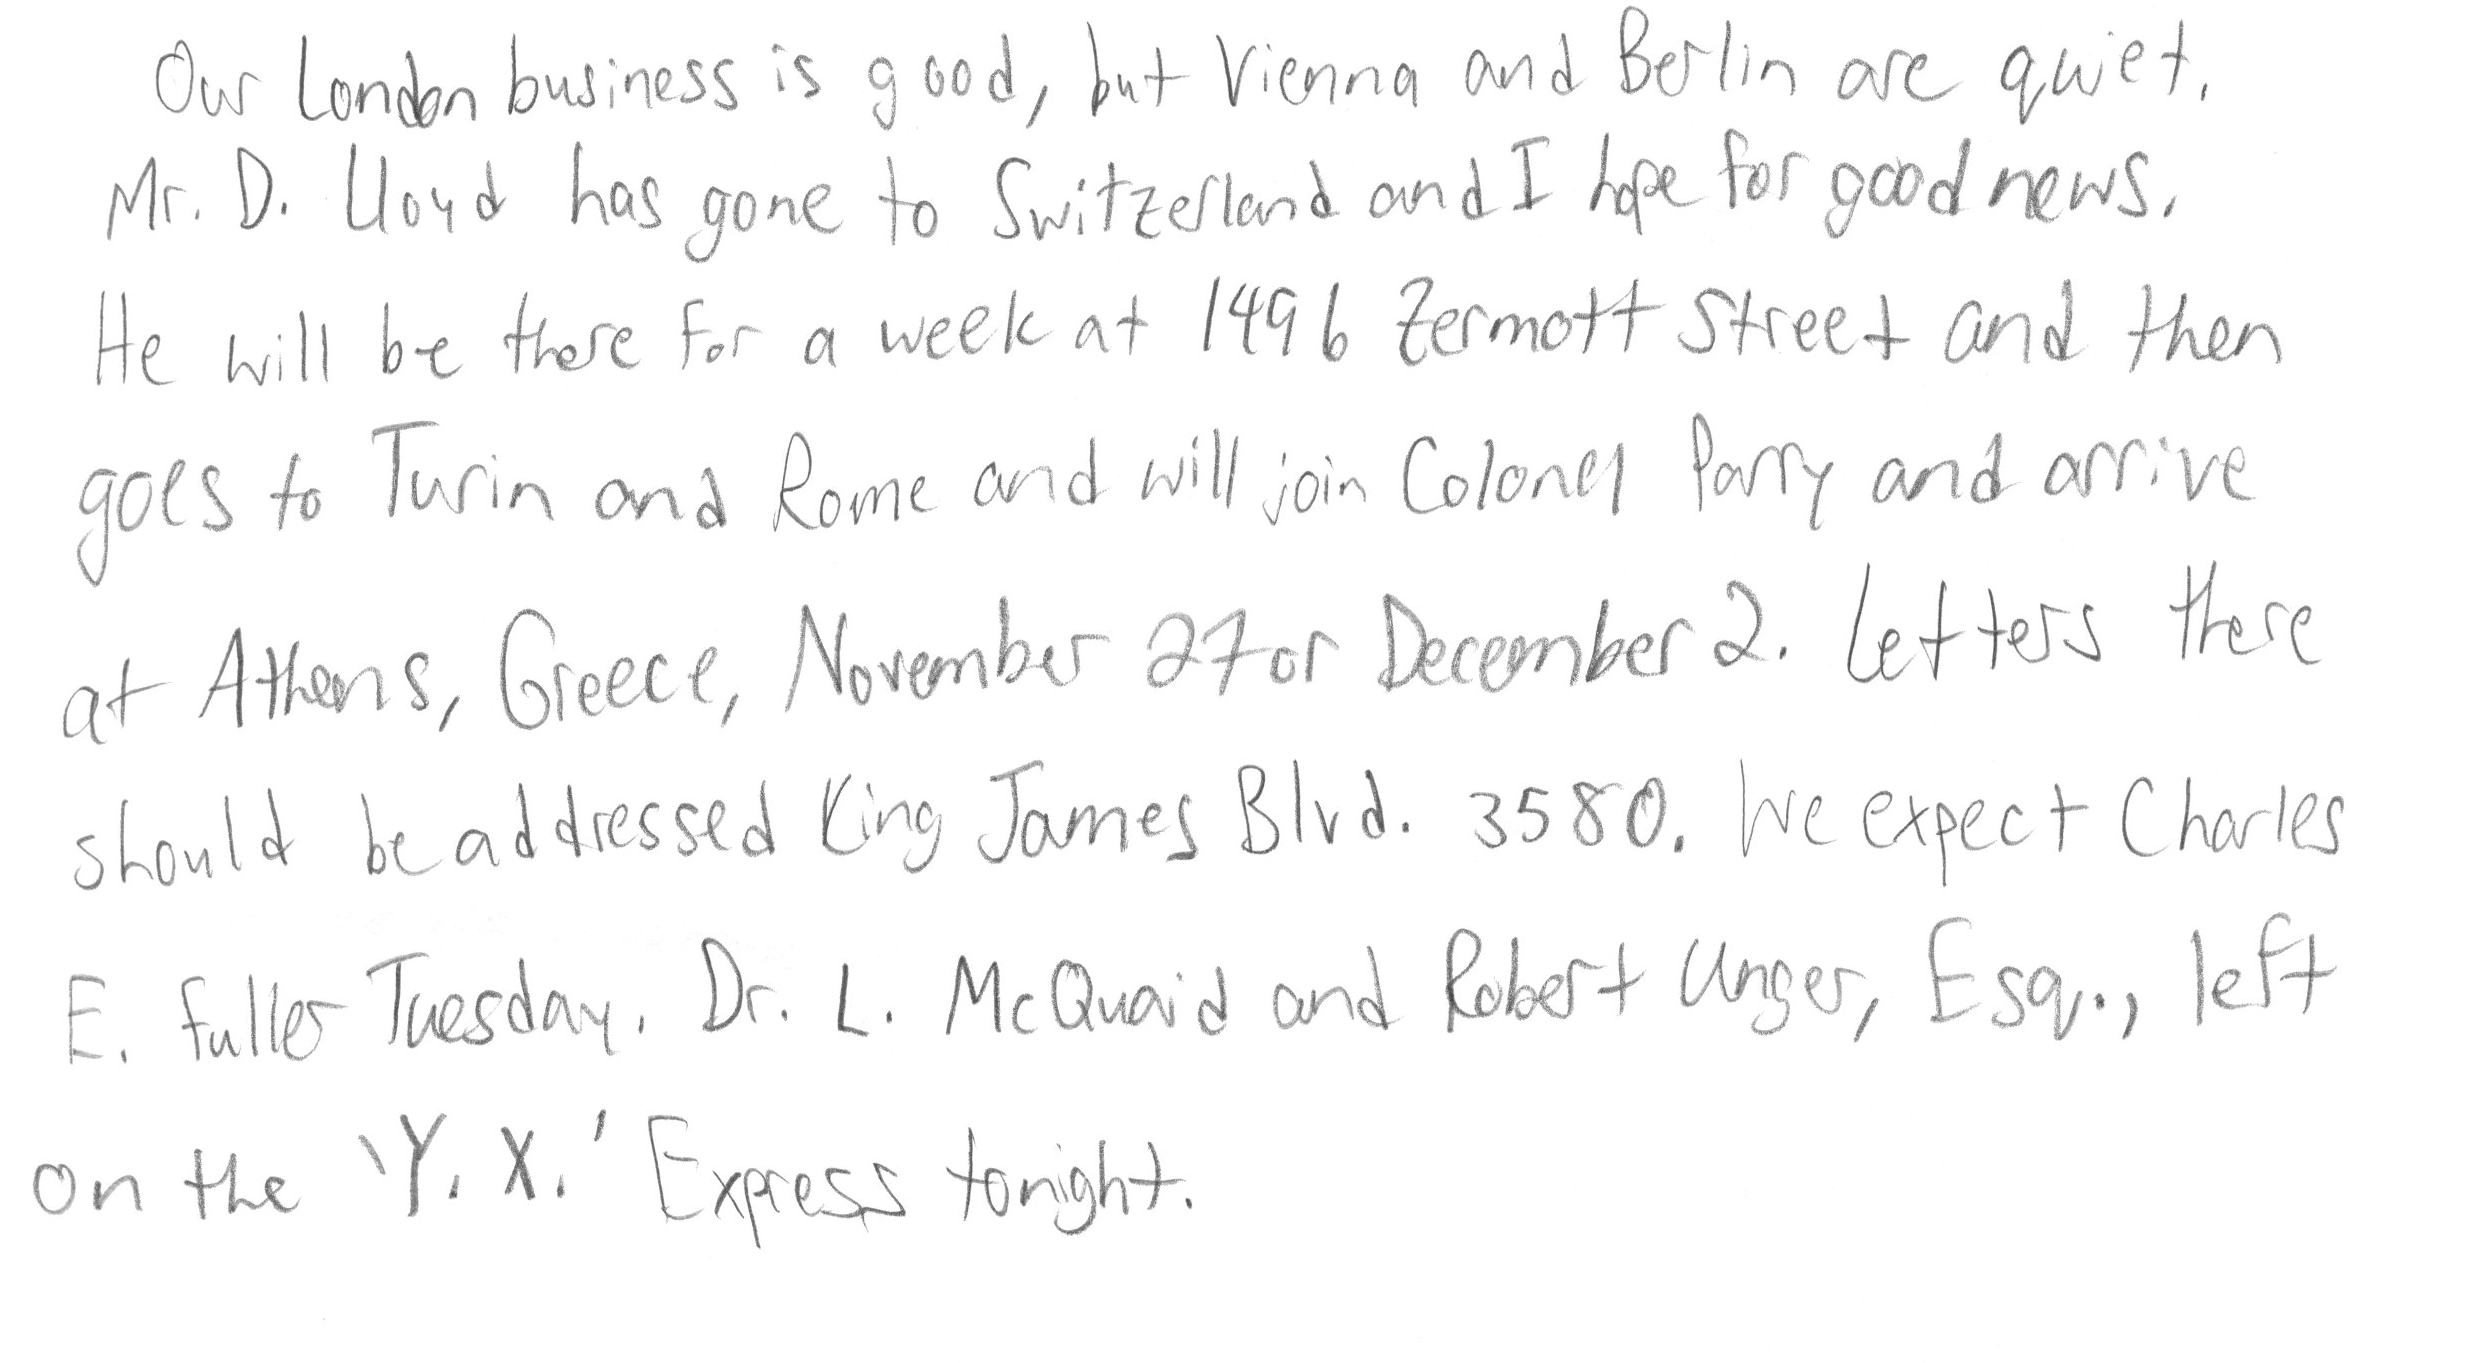 Our London business is good, but Vienna and Berlin are quiet.
Mr. D. Lloyd has gone to Switzerland and I hope for good news.
He will be there for a week at 1496 Zermott Street and then
goes to Turin and Rome and will join Colonel Parry and arrive
at Athens, Greece, November 27 or December 2. Letters there
should be addressed King James Blvd. 3580. We expect Charles
E. Fuller Tuesday. Dr. L. McQuaid and Robert Unger, Esq., left
on the 'Y. X.' Express tonight.